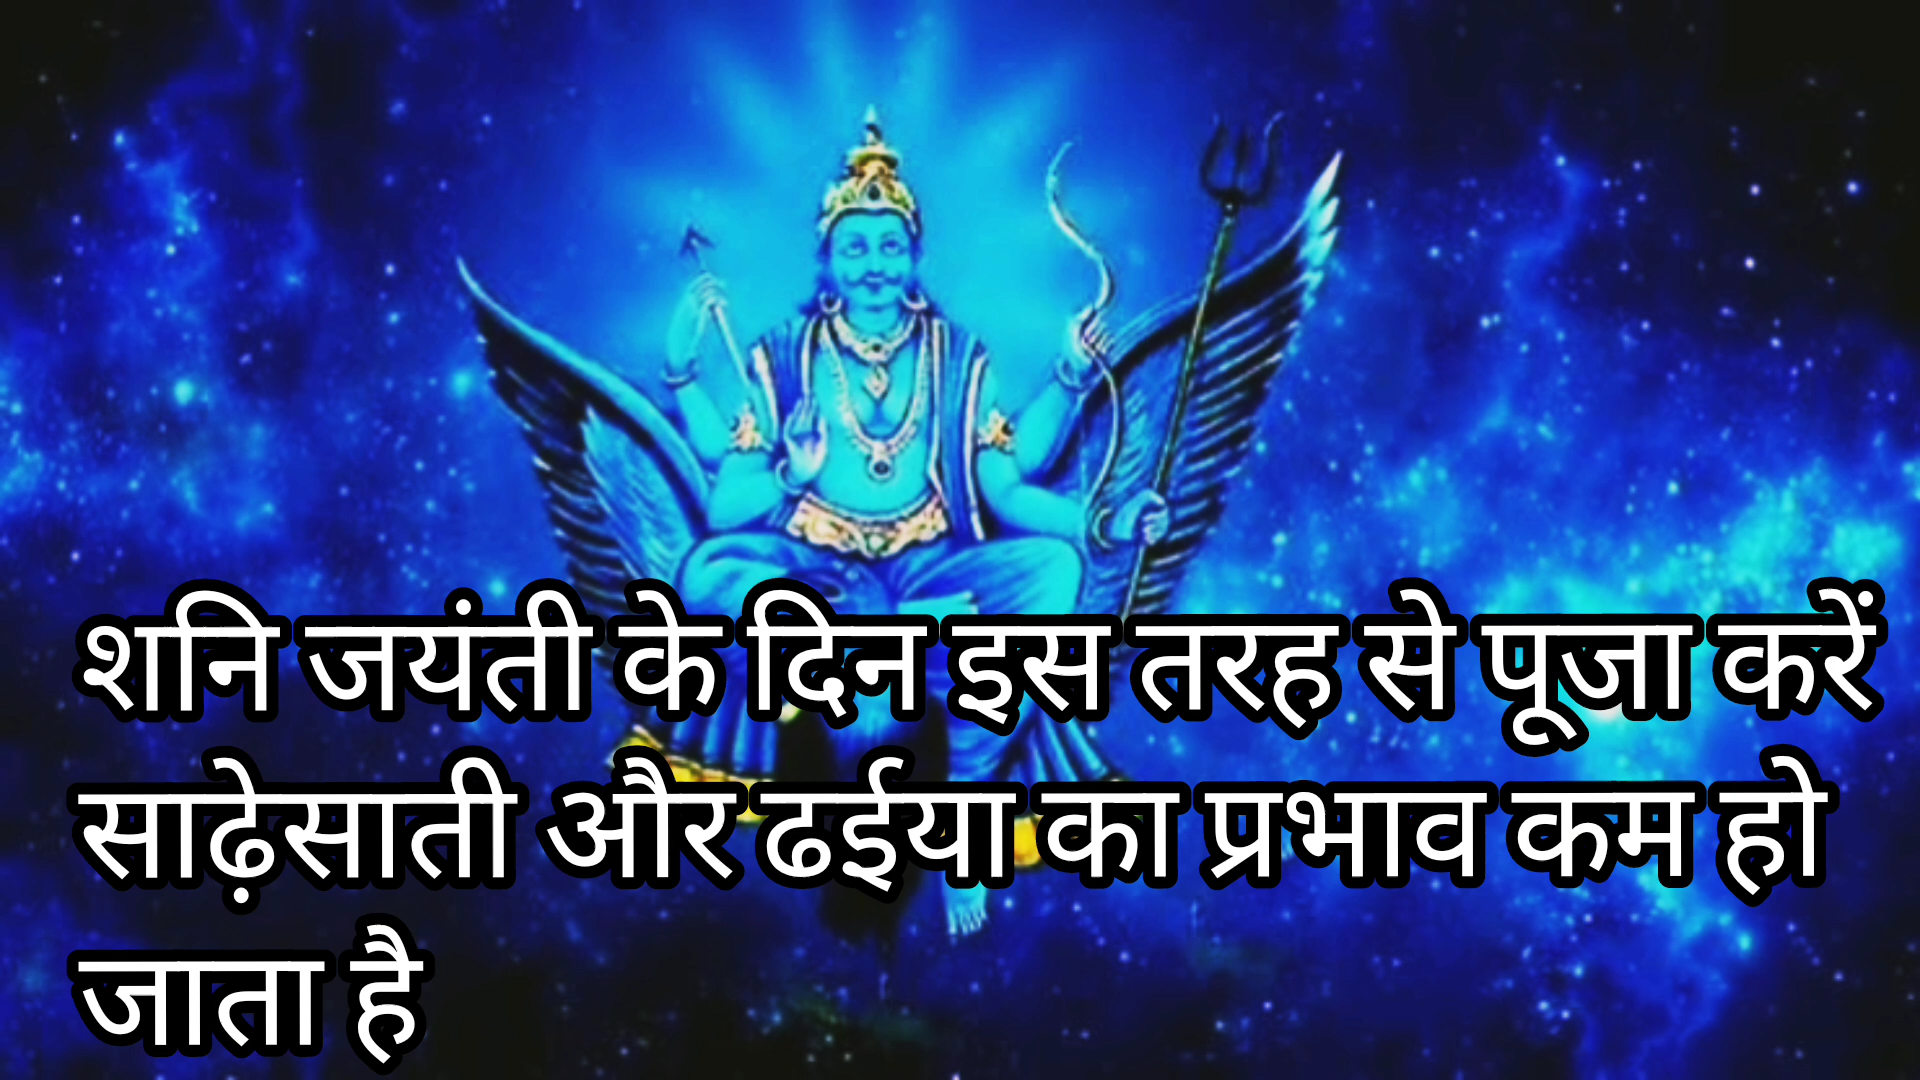 शनि जयंती के दिन इस तरह से पूजा करें
साढ़ेसाती और ढईया का प्रभाव कम हो
जाता है